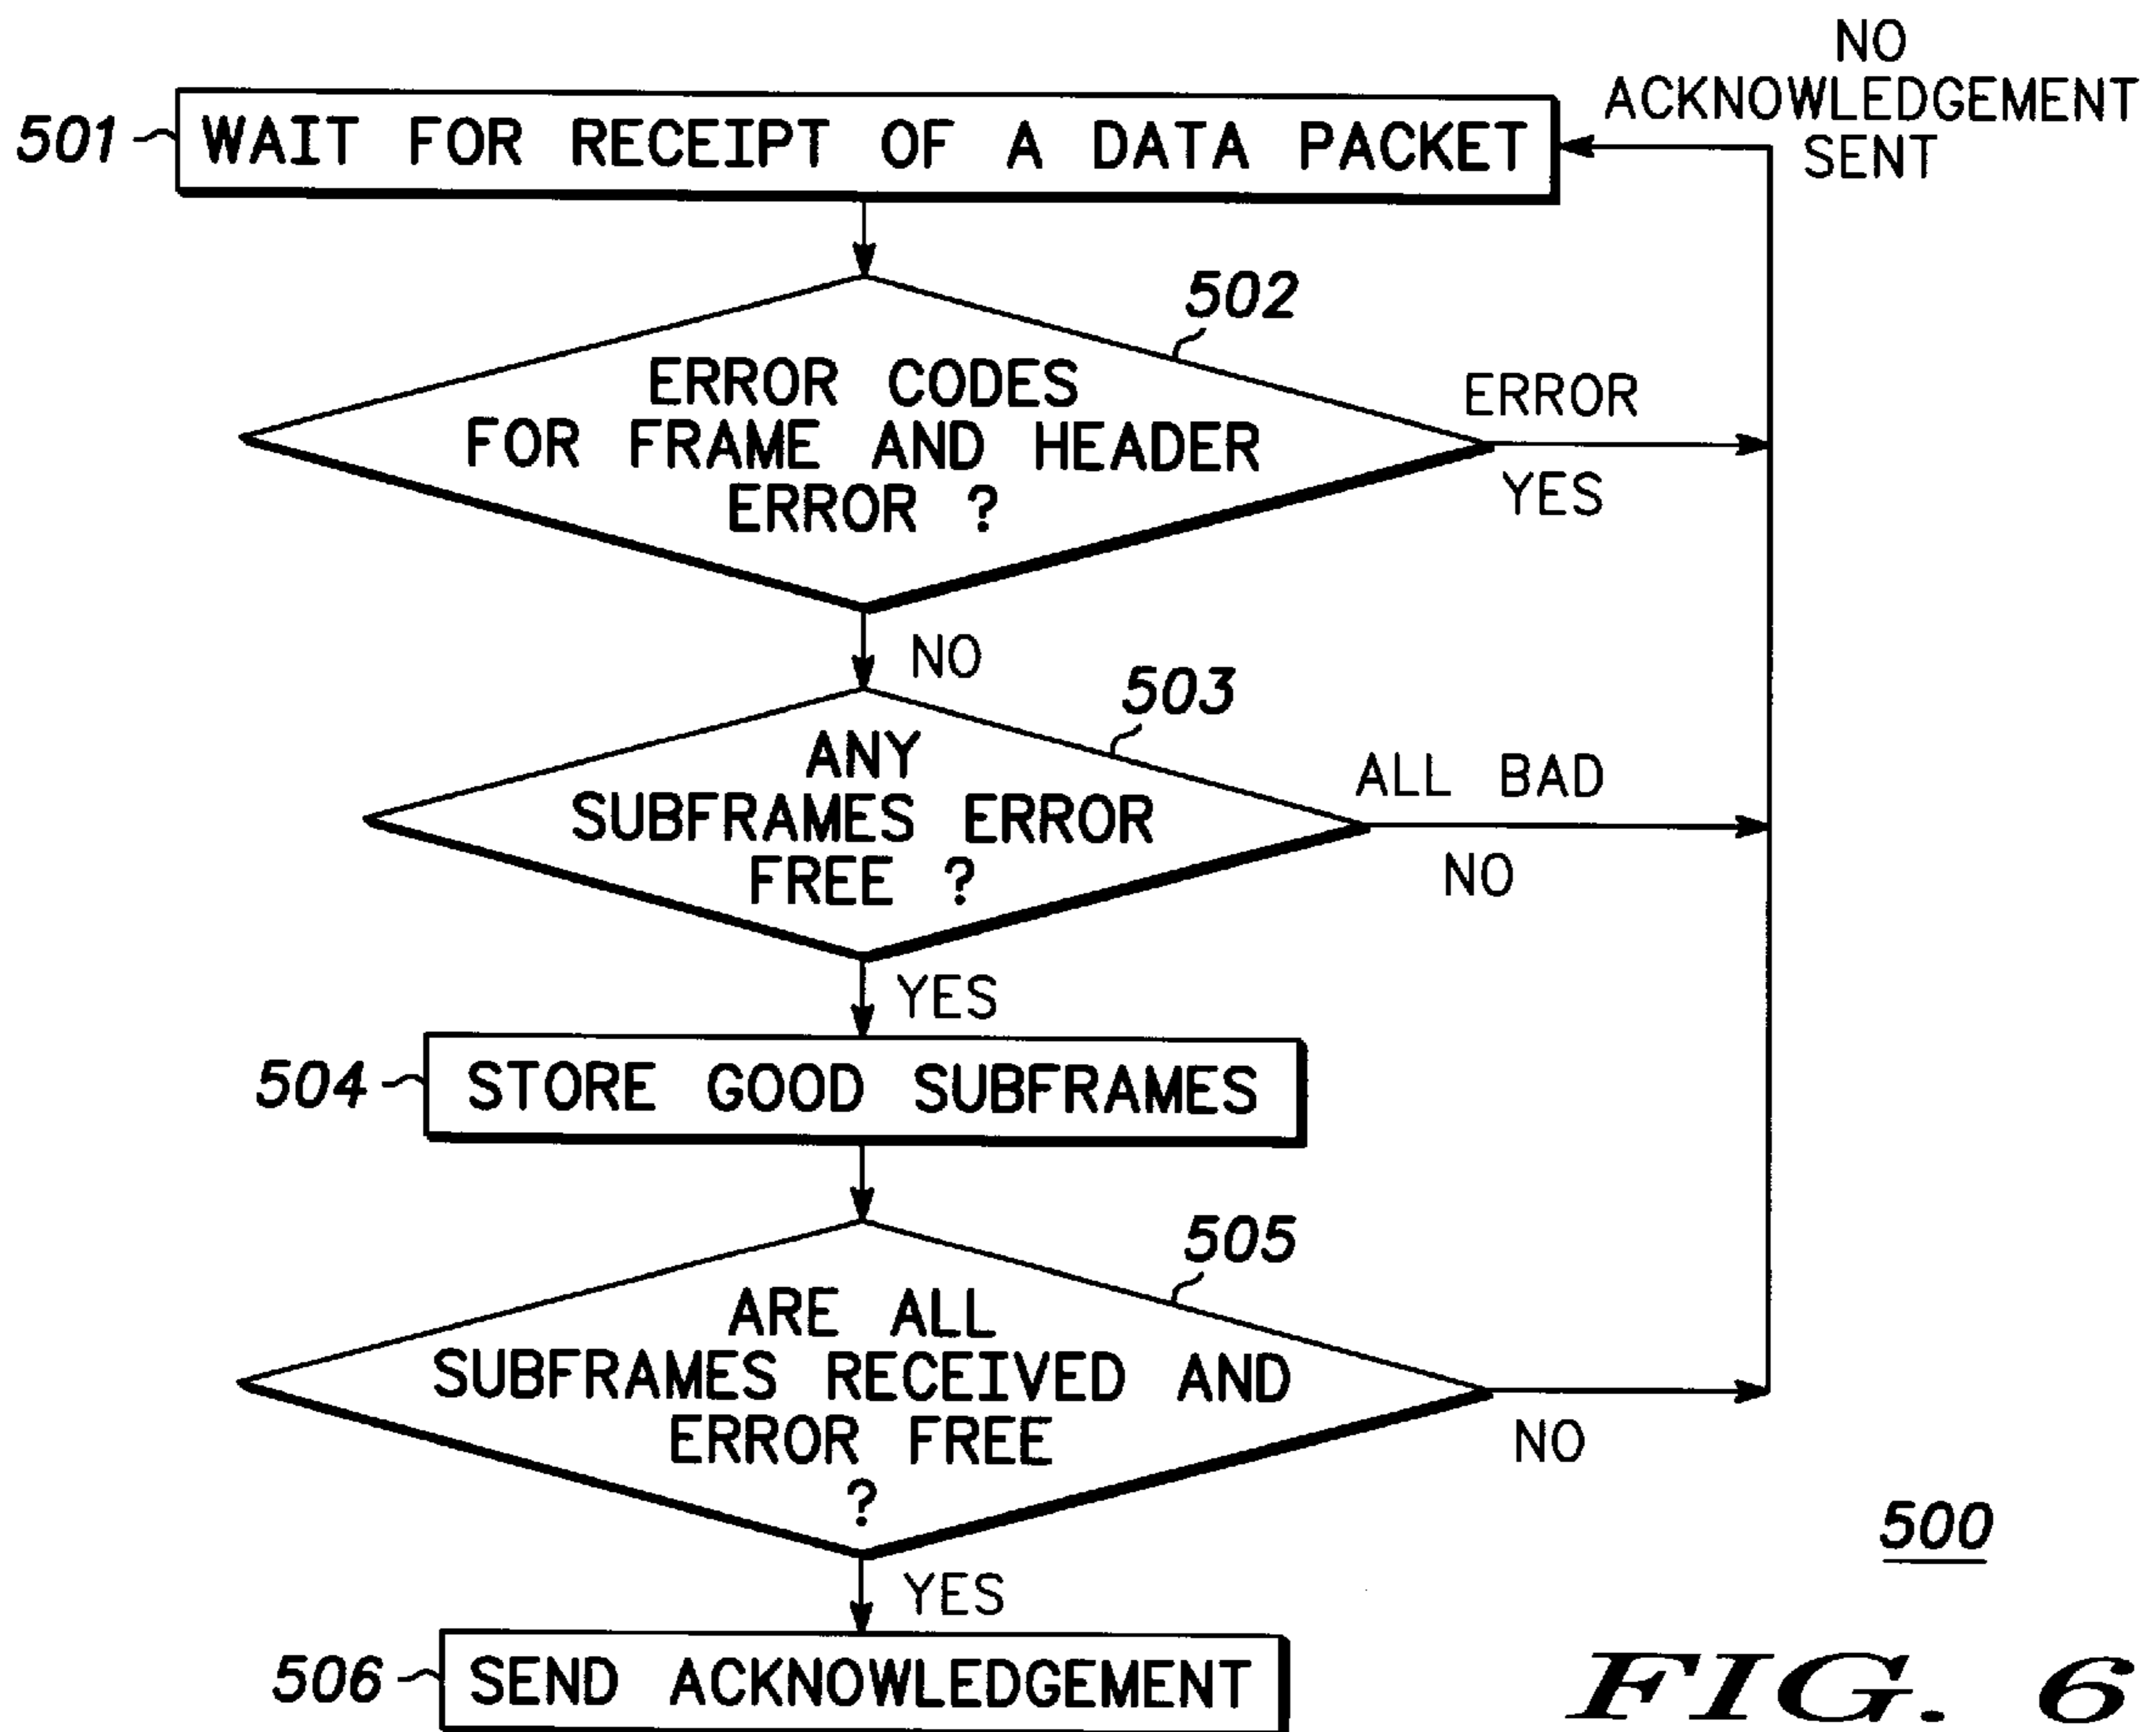 NO
ACKNOWLEDGEMENT
SENT
501
WAIT FOR RECEIPT OF A DATA PACKET
502
ERROR CODES
FOR FRAME AND HEADER
ERROR ?
ERROR
YES
NO
503
ANY
SUBFRAMES ERROR
FREE ?
ALL BAD
NO
YES
504
STORE GOOD SUBFRAMES
505
ARE ALL
SUBFRAMES RECEIVED AND
ERROR FREE
?
NO
YES
500
506
SEND ACKNOWLEDGEMENT
FIG. 6